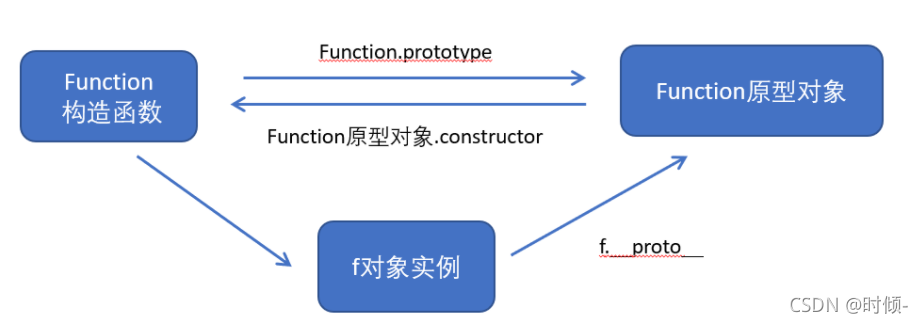 Function.prototype
Function
构造函数
Function原型对象
Function原型对象.constructor
f对象实例
f.__proto__
CSDN @时倾-